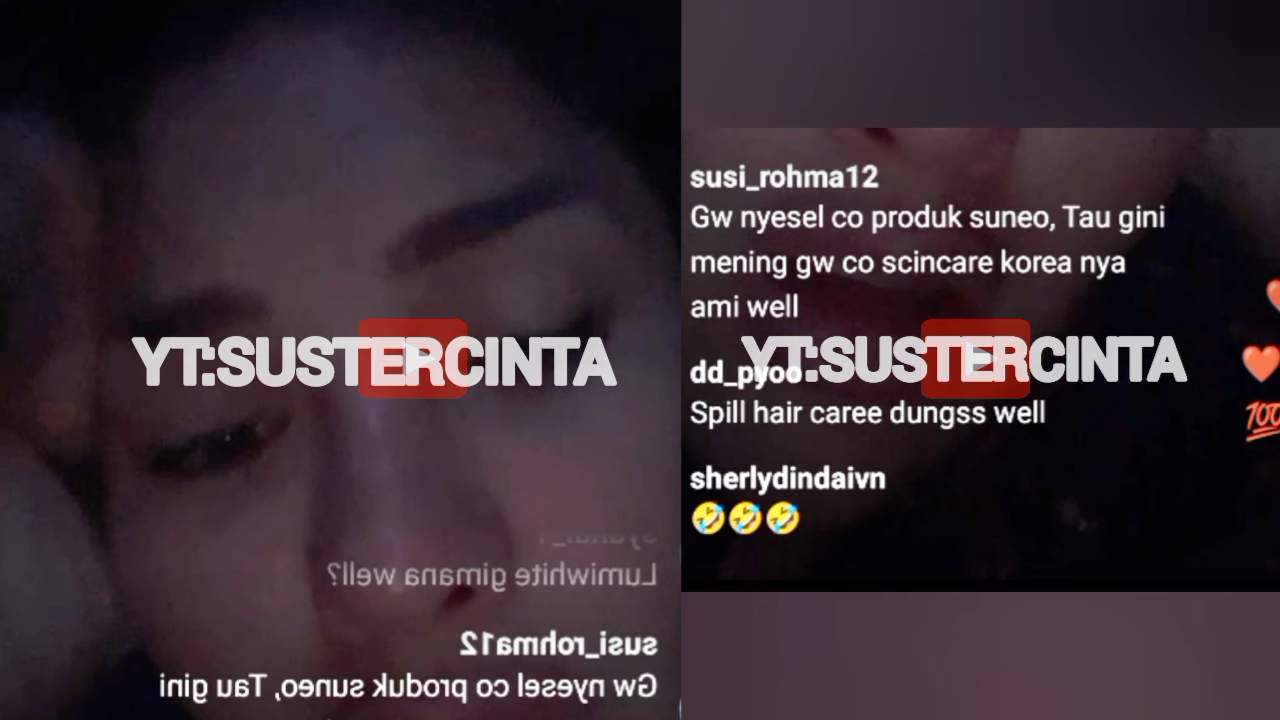 YT:SUSTERCINTA
Lumiwhite gimana well?
susi_rohma12
Gw nyesel co produk suneo, Tau gini
susi_rohma12
Gw nyesel co produk suneo, Tau gini
mening gw co scincare korea nya
ami well
YT:SUSTERCINTA
dd_pyoo
Spill hair caree dungss well
sherlydindaivn
🤣🤣🤣
💯